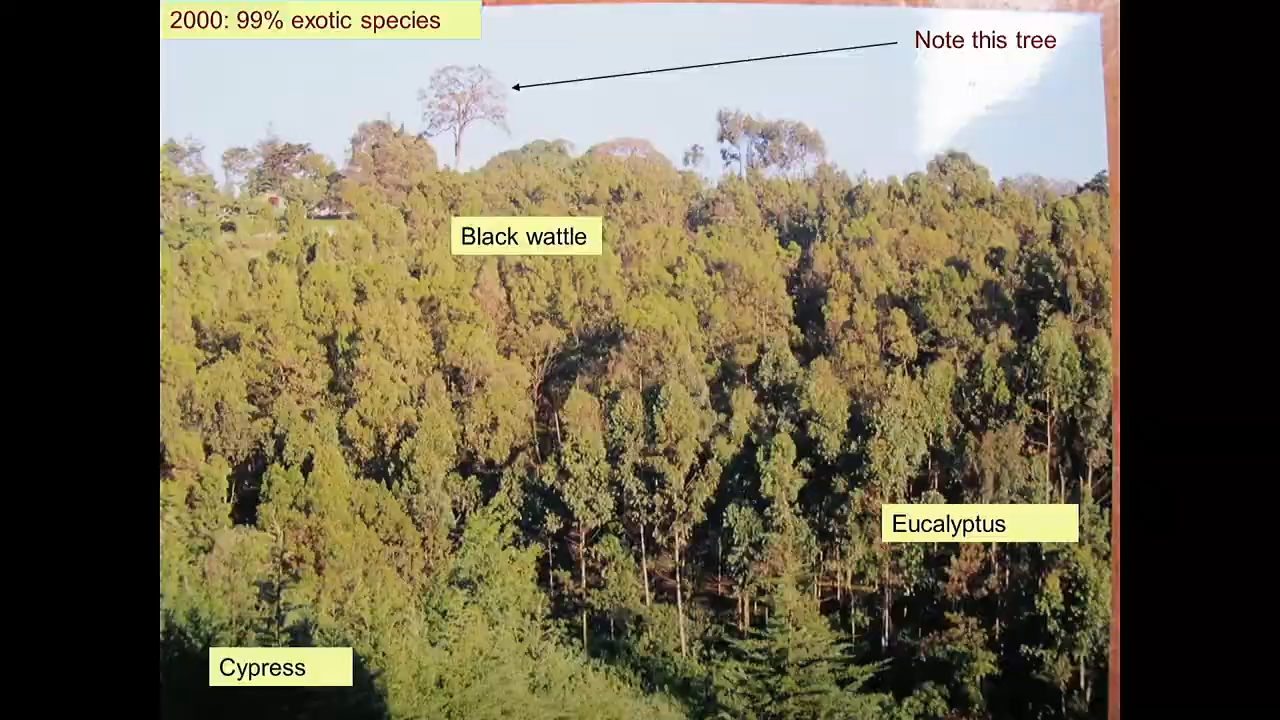 2000: 99% exotic species
Note this tree
Black wattle
Eucalyptus
Cypress